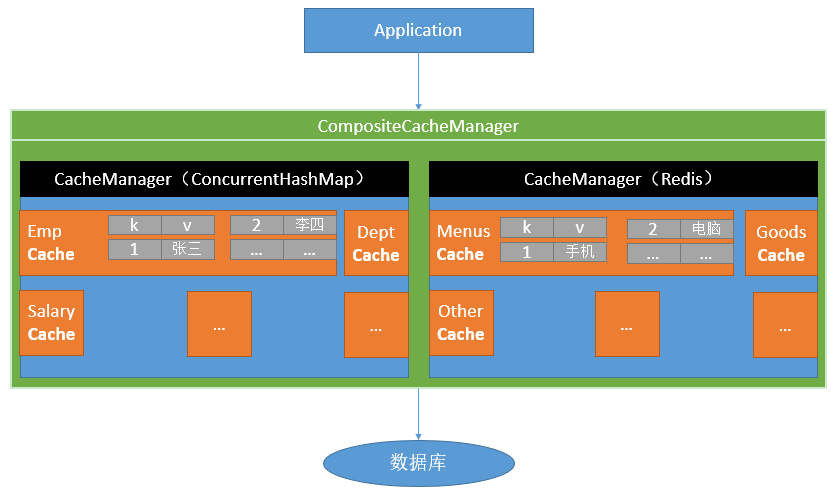 Application
CompositeCacheManager
CacheManager（ConcurrentHashMap）
Emp
Cache
k v
1 张三
2 李四
... ...
Dept
Cache
Salary
Cache
...
...
CacheManager（Redis）
Menus
Cache
k v
1 手机
2 电脑
... ...
Goods
Cache
Other
Cache
...
...
数据库